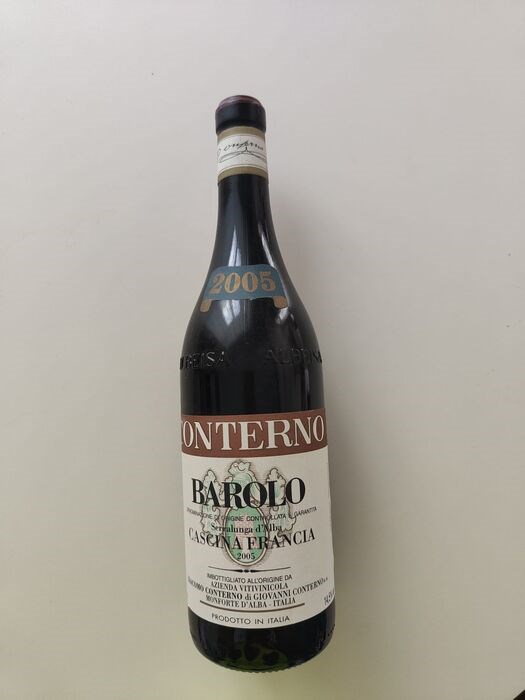 2005
ALBEISA
CONTERNO
BAROLO
DENOMINAZIONE DI ORIGINE CONTROLLATA E GARANTITA
Serralunga d'Alba
CASCINA FRANCIA
2005
IMBOTTIGLIATO ALL'ORIGINE DA
AZIENDA VITIVINICOLA
GIACOMO CONTERNO di GIOVANNI CONTERNO
MONFORTE D'ALBA - ITALIA
PRODOTTO IN ITALIA